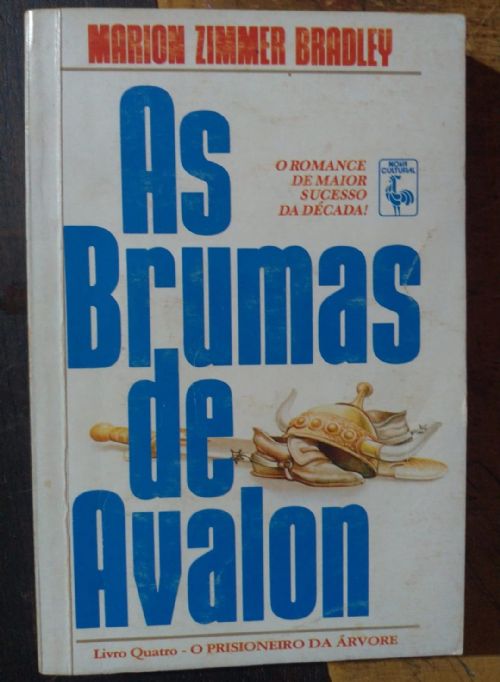 MARION ZIMMER BRADLEY
As
Brumas
de
Avalon
O ROMANCE
DE MAIOR
SUCESSO
DA DÉCADA!
NOVA
CULTURAL
Livro Quatro - O PRISIONEIRO DA ÁRVORE